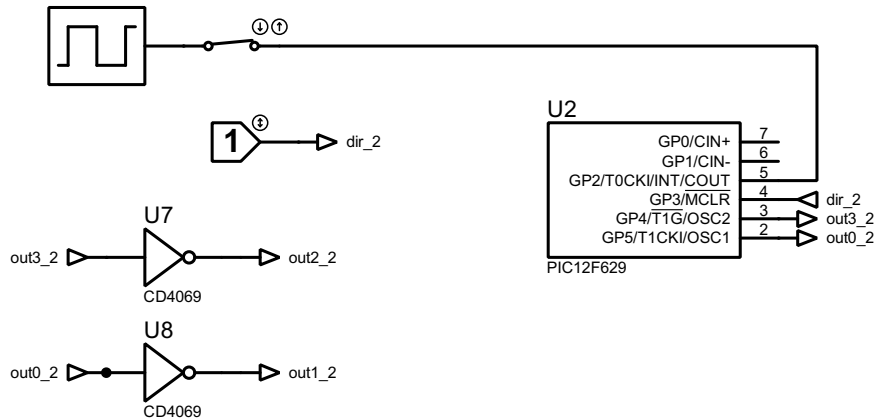 1
dir_2
U2
GP0/CIN+ 7
GP1/CIN- 6
GP2/T0CKI/INT/COUT 5
GP3/MCLR 4 dir_2
GP4/T1G/OSC2 3 out3_2
GP5/T1CKI/OSC1 2 out0_2
PIC12F629
U7
out3_2 out2_2
CD4069
U8
out0_2 out1_2
CD4069